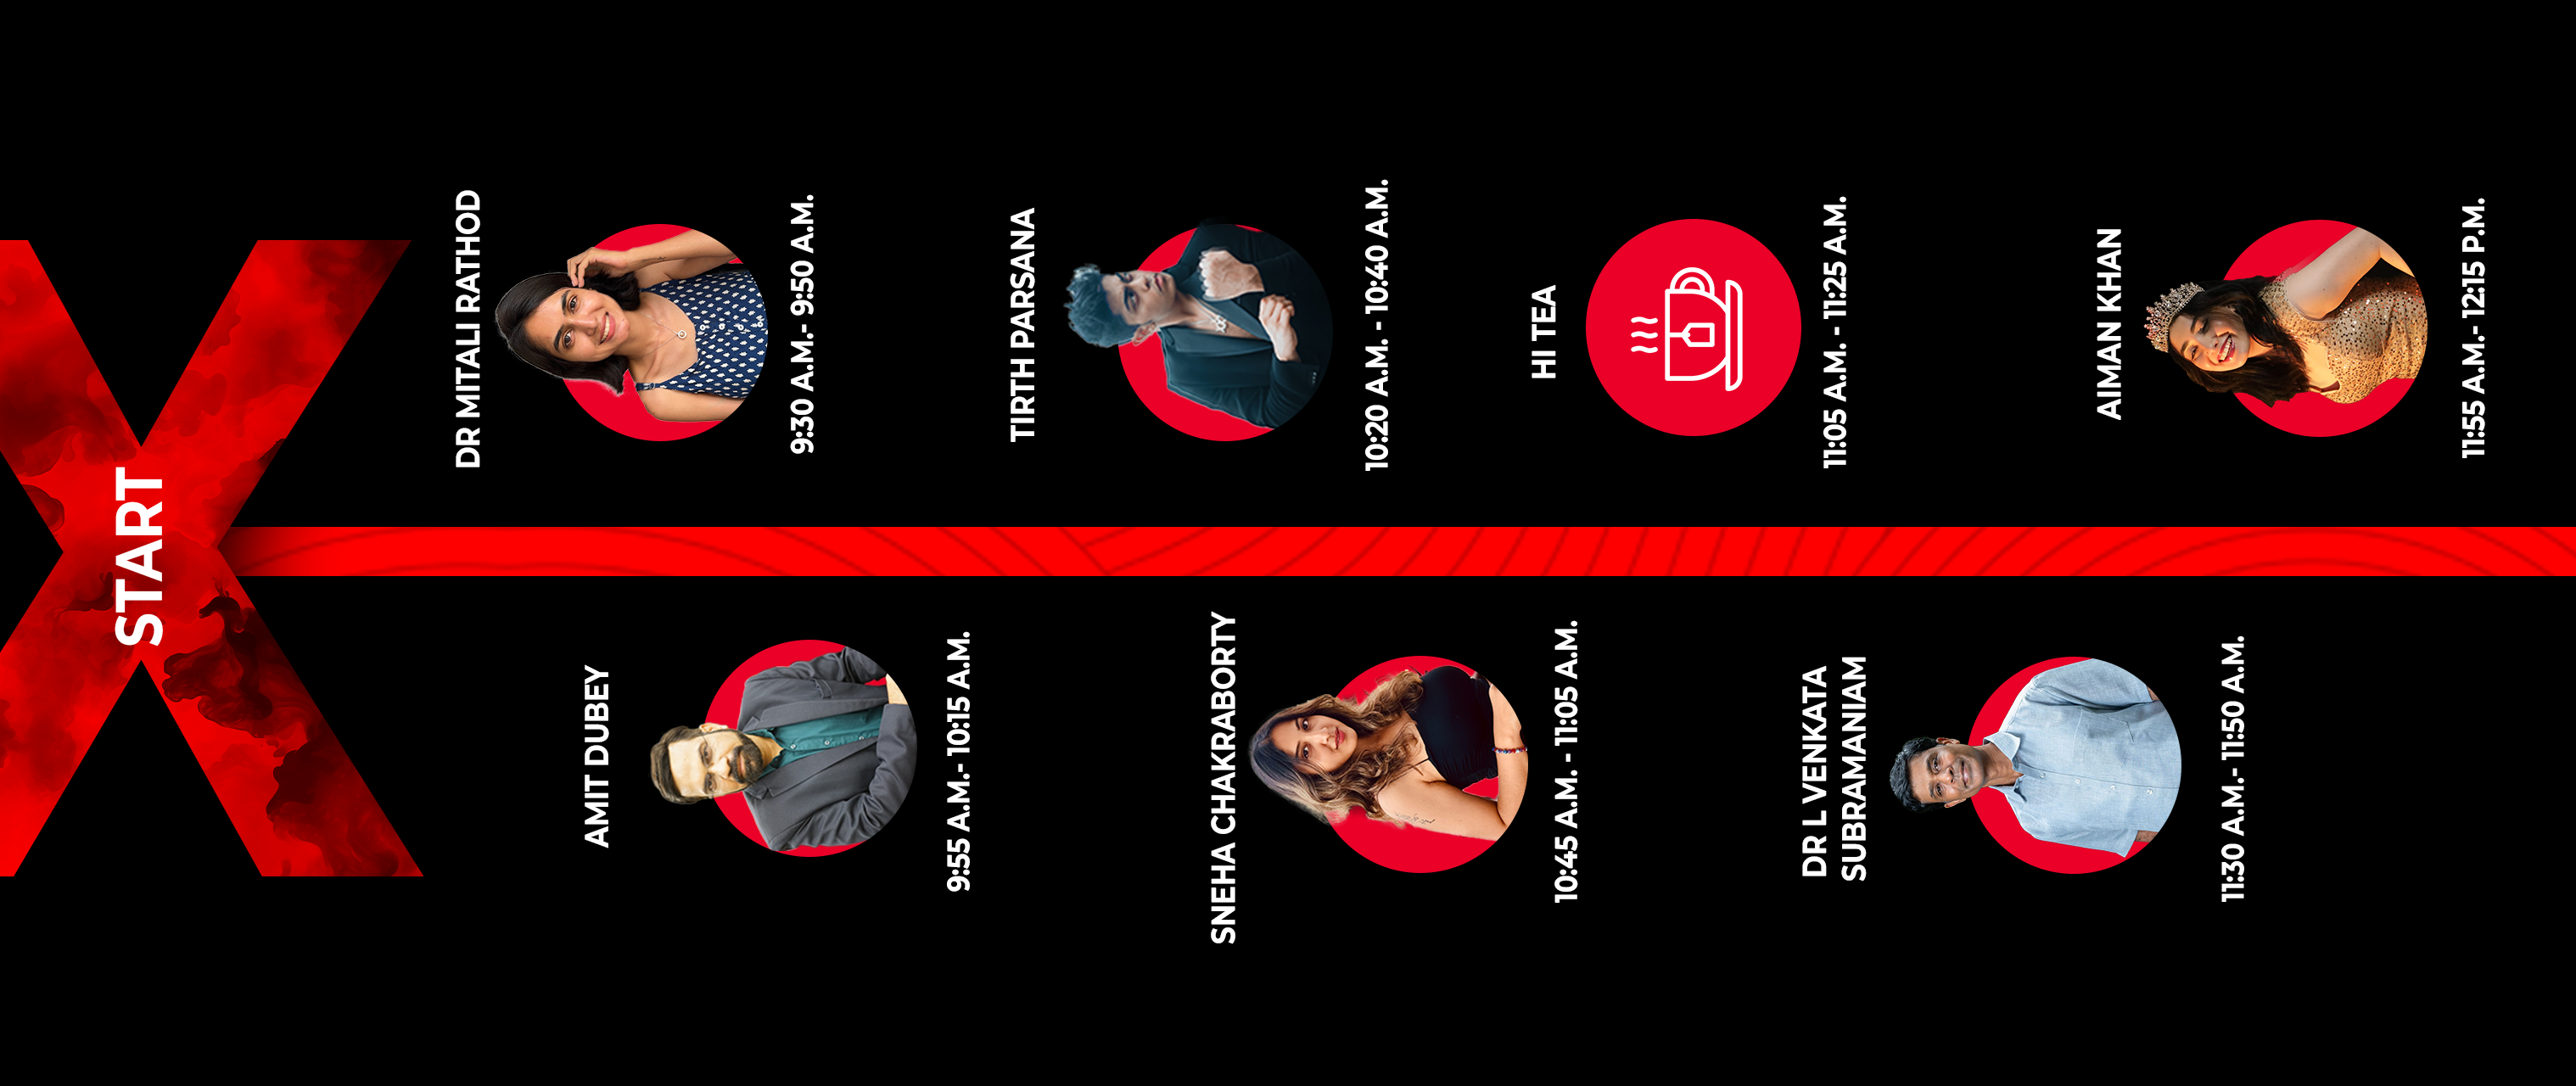 START
DR MITALI RATHOD
9:30 A.M.- 9:50 A.M.
AMIT DUBEY
9:55 A.M.- 10:15 A.M.
TIRTH PARSANA
10:20 A.M. - 10:40 A.M.
SNEHA CHAKRABORTY
10:45 A.M. - 11:05 A.M.
HI TEA
11:05 A.M. - 11:25 A.M.
DR L VENKATA
SUBRAMANIAM
11:30 A.M.- 11:50 A.M.
AIMAN KHAN
11:55 A.M.- 12:15 P.M.